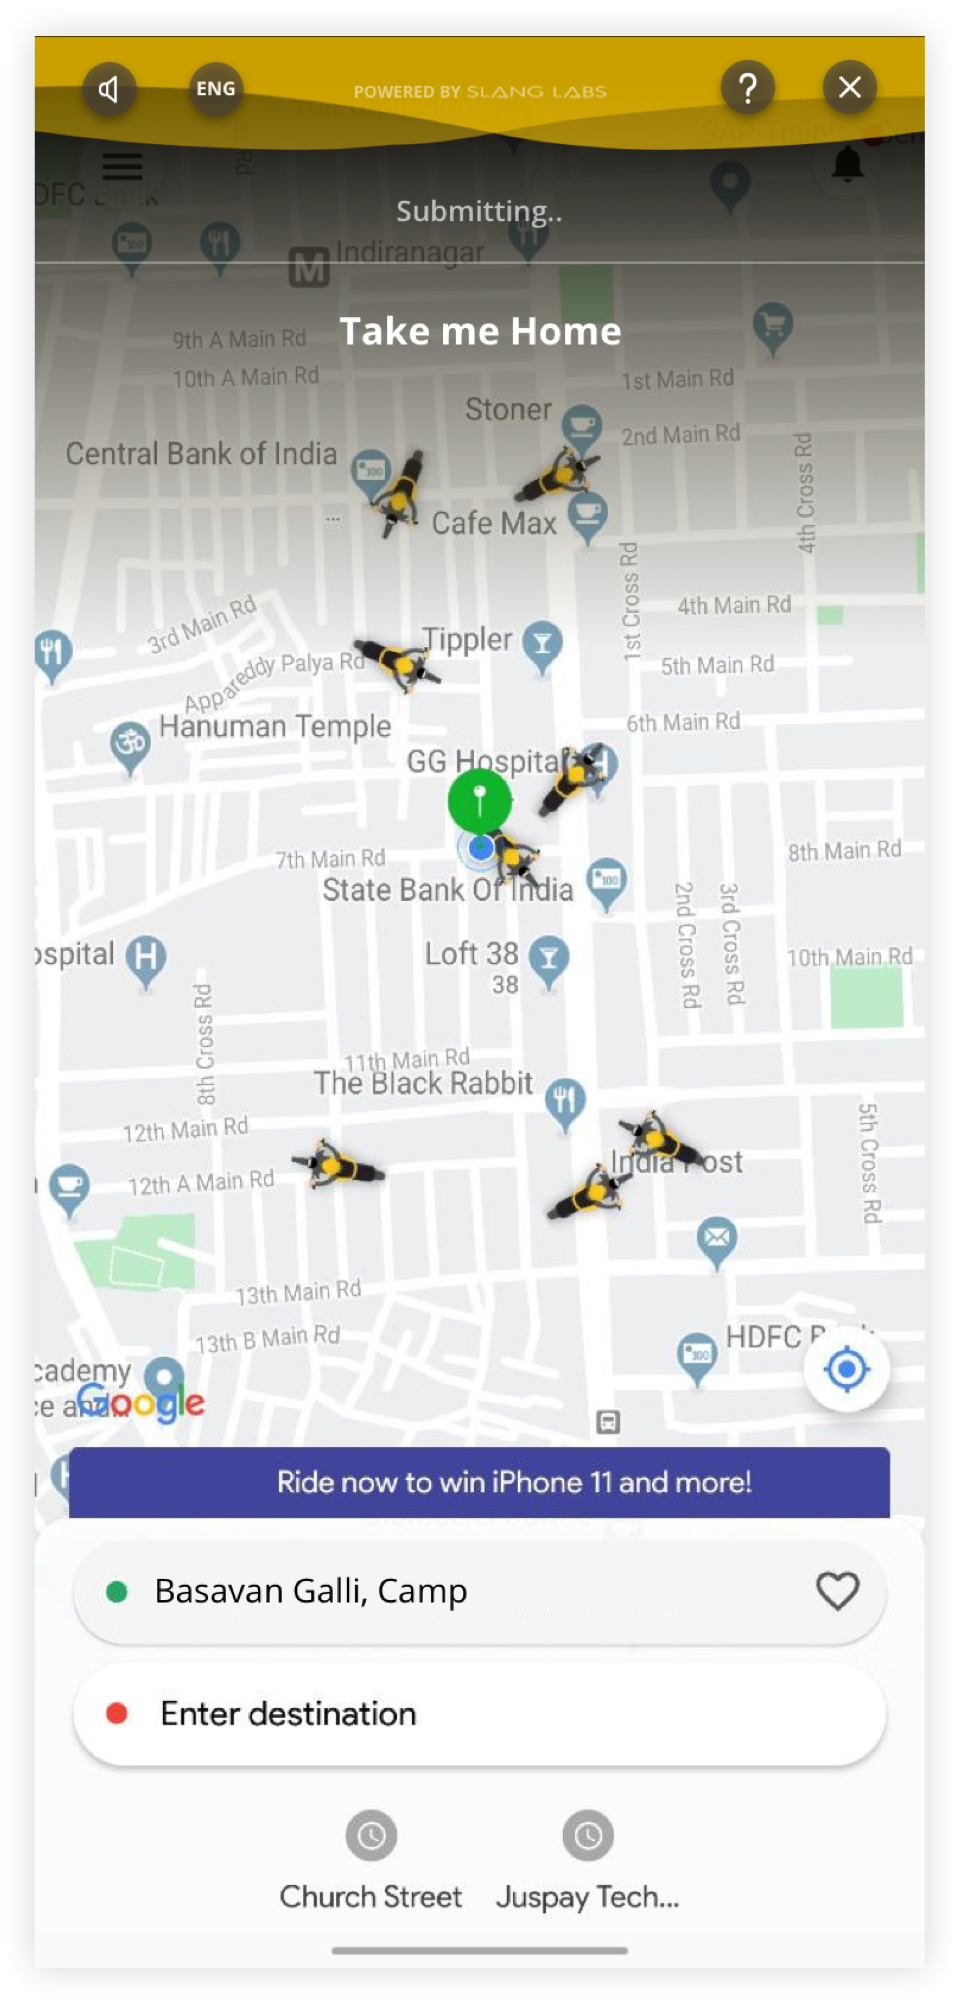 ENG
POWERED BY SLANG LABS
SAP Train
DFC Bank
Submitting..
M Indiranagar
Take me Home
9th A Main Rd
10th A Main Rd
1st Main Rd
Stoner
2nd Main Rd
Central Bank of India
4th Cross Rd
...
Cafe Max
1st Cross Rd
3rd Main Rd
4th Main Rd
Tippler
Appareddy Palya Rd
5th Main Rd
Hanuman Temple
6th Main Rd
GG Hospital
7th Main Rd
8th Main Rd
State Bank Of India
2nd Cross Rd
3rd Cross Rd
ospital
H
Loft 38
38
10th Main Rd
8th Cross Rd
11th Main Rd
The Black Rabbit
12th Main Rd
5th Cross Rd
India Post
12th A Main Rd
13th Main Rd
13th B Main Rd
HDFC
cademy
ce and...
Google
Ride now to win iPhone 11 and more!
Basavan Galli, Camp
Enter destination
Church Street
Juspay Tech...